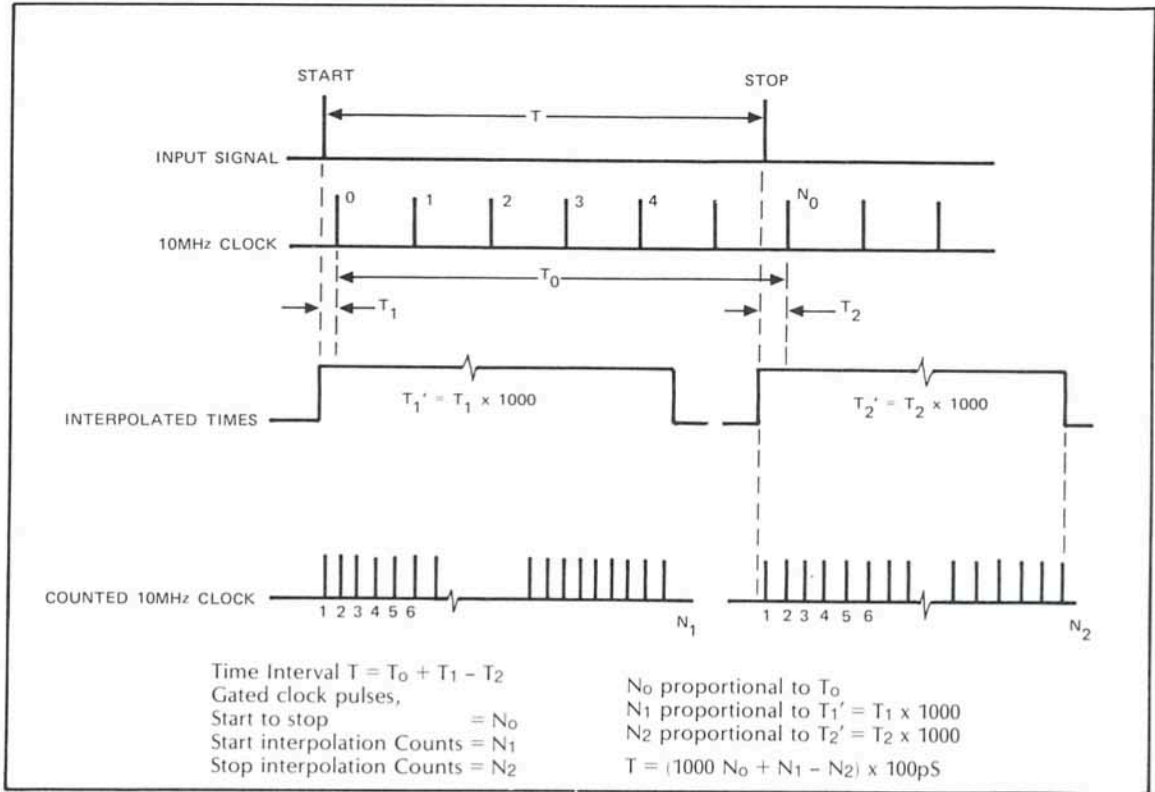 START
STOP
T
INPUT SIGNAL
0 1 2 3 4 N0
10MHz CLOCK
T0
T1
T2
T1' = T1 x 1000
T2' = T2 x 1000
INTERPOLATED TIMES
COUNTED 10MHz CLOCK
1 2 3 4 5 6 N1
1 2 3 4 5 6 N2
Time Interval T = To + T1 – T2
Gated clock pulses,
Start to stop = No
Start interpolation Counts = N1
Stop interpolation Counts = N2
No proportional to To
N1 proportional to T1' = T1 x 1000
N2 proportional to T2' = T2 x 1000
T = (1000 No + N1 – N2) x 100pS